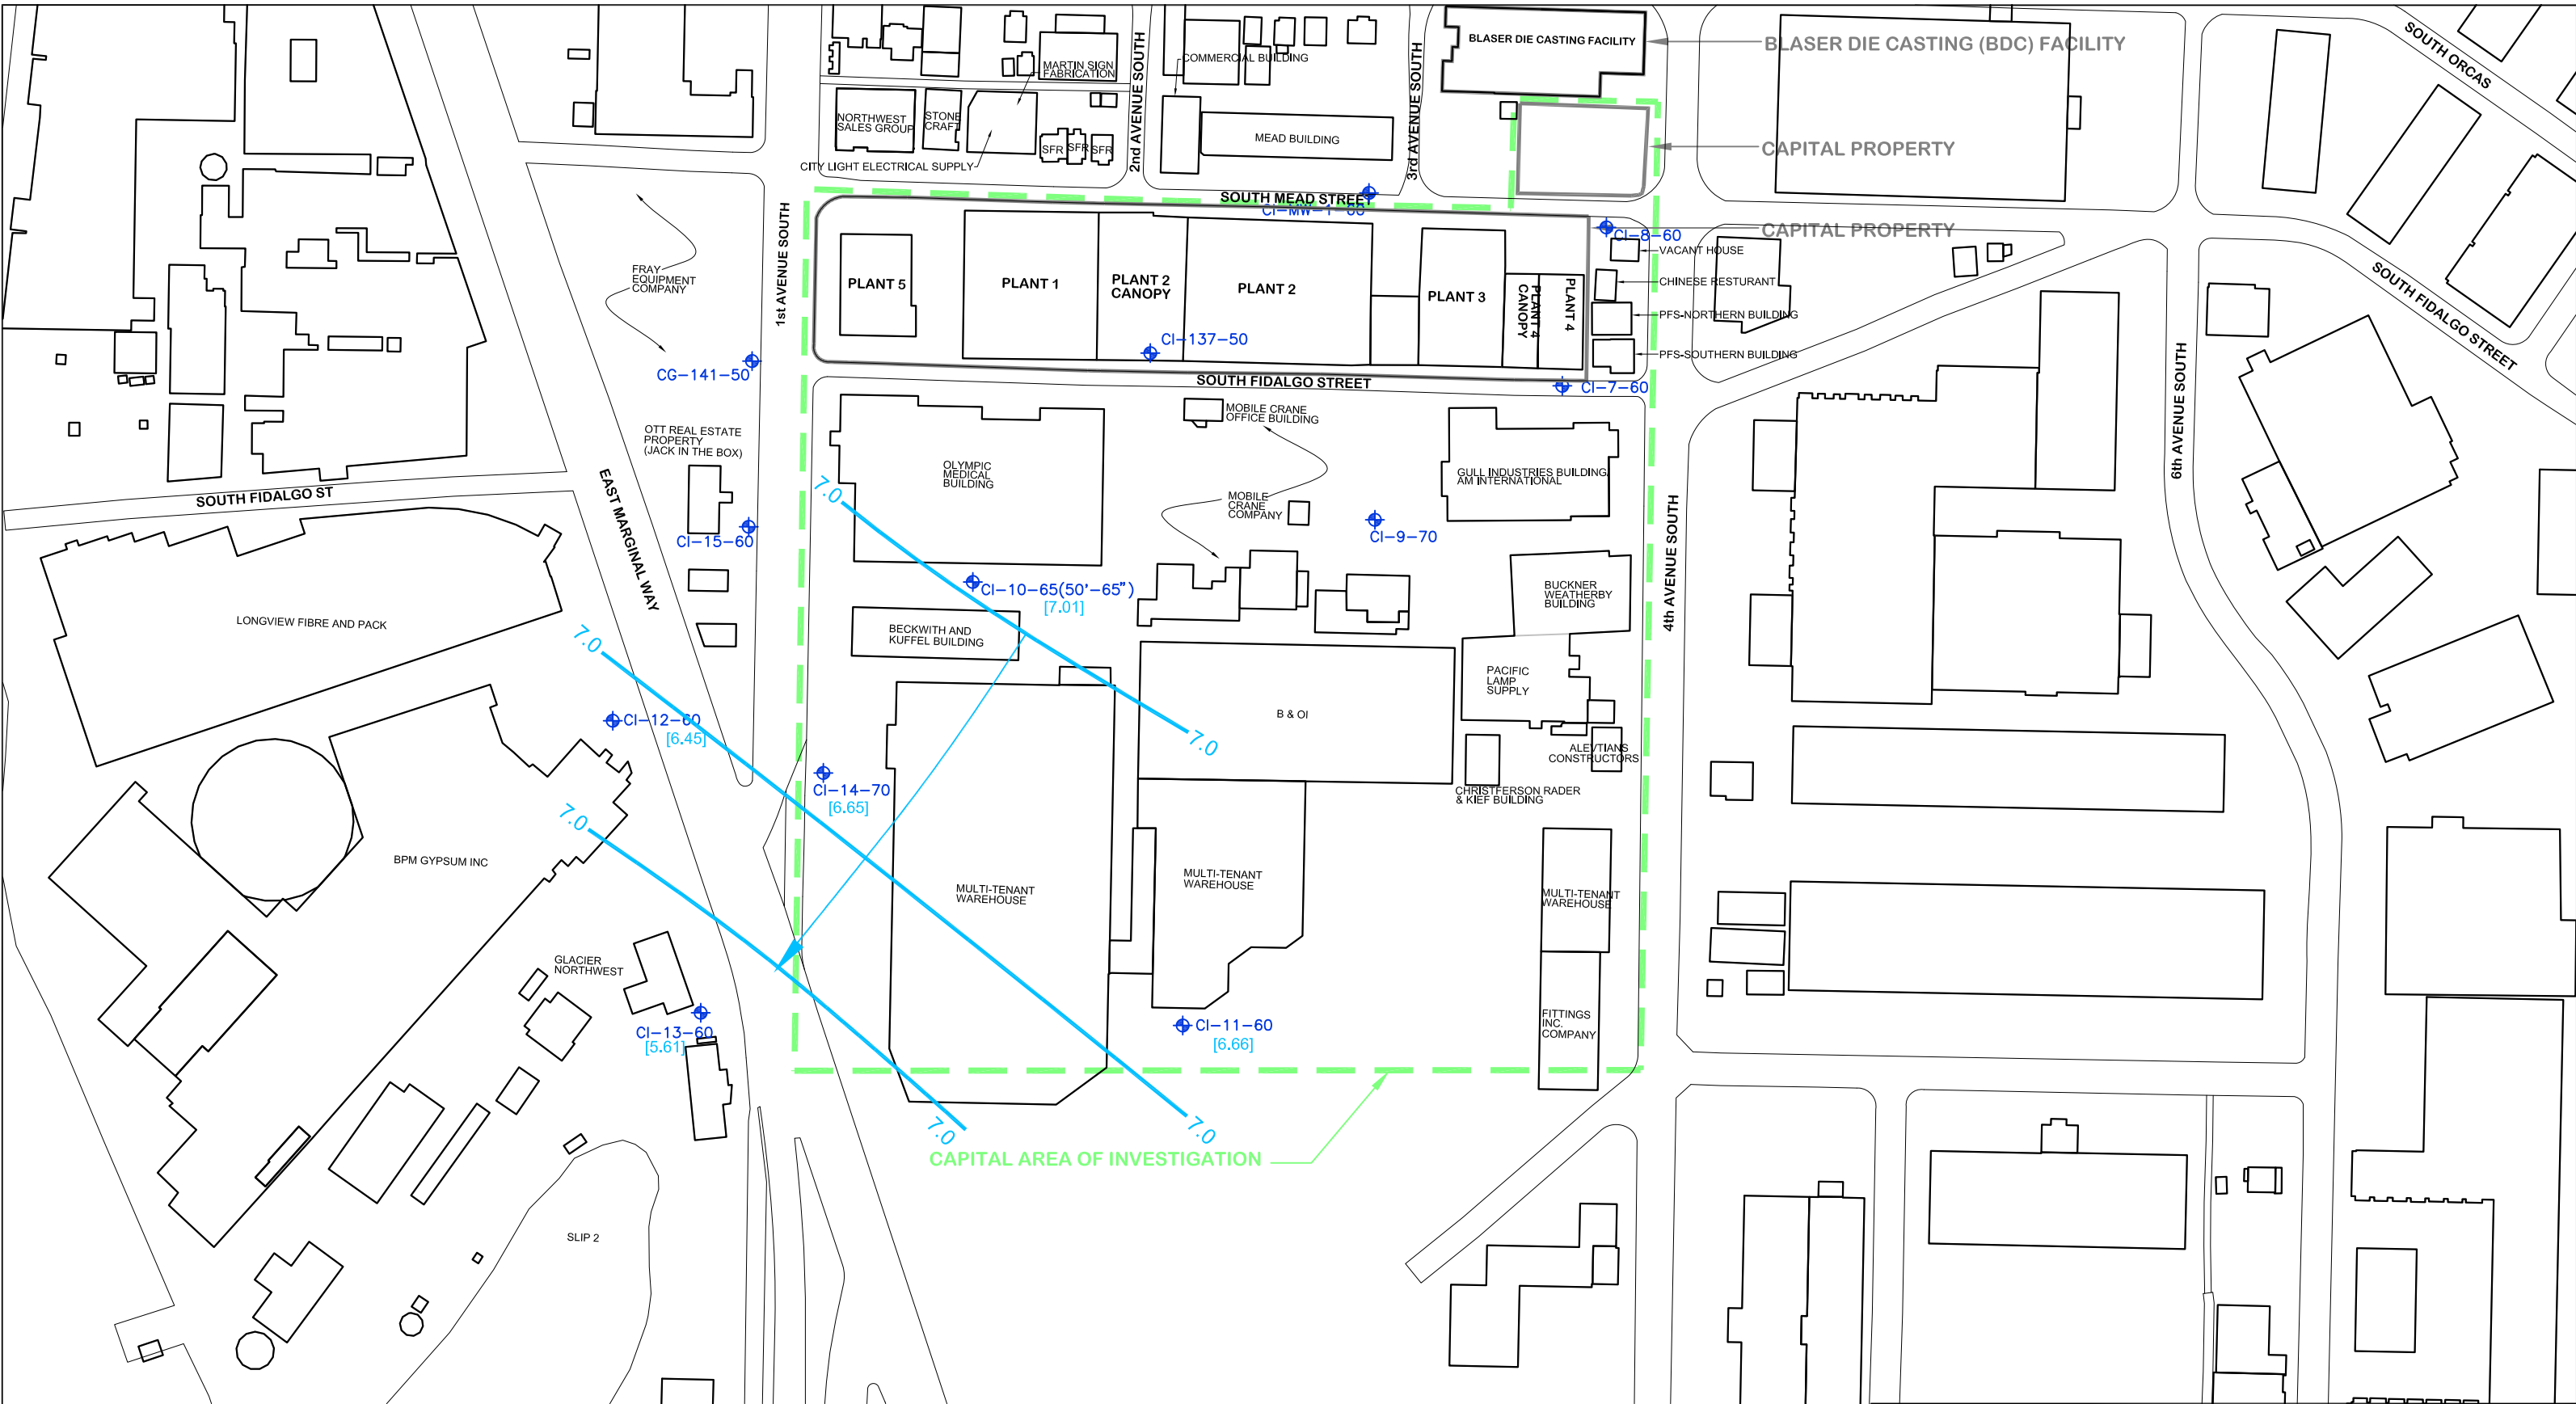 SOUTH ORCAS
BLASER DIE CASTING FACILITY
BLASER DIE CASTING (BDC) FACILITY
2nd AVENUE SOUTH
3rd AVENUE SOUTH
COMMERCIAL BUILDING
MARTIN SIGN
FABRICATION
NORTHWEST
SALES GROUP
STONE
CRAFT
SFR
SFR
SFR
MEAD BUILDING
CITY LIGHT ELECTRICAL SUPPLY
CAPITAL PROPERTY
SOUTH MEAD STREET
CI-MW-1-60
CI-8-60
CAPITAL PROPERTY
VACANT HOUSE
CHINESE RESTURANT
PFS-NORTHERN BUILDING
PFS-SOUTHERN BUILDING
SOUTH FIDALGO STREET
1st AVENUE SOUTH
FRAY
EQUIPMENT
COMPANY
PLANT 5
PLANT 1
PLANT 2
CANOPY
PLANT 2
PLANT 3
PLANT 4
CANOPY
PLANT 4
CI-137-50
CG-141-50
SOUTH FIDALGO STREET
CI-7-60
6th AVENUE SOUTH
MOBILE CRANE
OFFICE BUILDING
OTT REAL ESTATE
PROPERTY
(JACK IN THE BOX)
OLYMPIC
MEDICAL
BUILDING
GULL INDUSTRIES BUILDING
AM INTERNATIONAL
SOUTH FIDALGO ST
EAST MARGINAL WAY
7.0
MOBILE
CRANE
COMPANY
CI-9-70
CI-15-60
4th AVENUE SOUTH
CI-10-65(50'-65")
[7.01]
BUCKNER
WEATHERBY
BUILDING
LONGVIEW FIBRE AND PACK
7.0
BECKWITH AND
KUFFEL BUILDING
PACIFIC
LAMP
SUPPLY
CI-12-60
[6.45]
B & OI
7.0
ALEVTIANS
CONSTRUCTORS
CI-14-70
[6.65]
CHRISTFERSON RADER
& KIEF BUILDING
7.0
BPM GYPSUM INC
MULTI-TENANT
WAREHOUSE
MULTI-TENANT
WAREHOUSE
MULTI-TENANT
WAREHOUSE
GLACIER
NORTHWEST
CI-13-60
[5.61]
CI-11-60
[6.66]
FITTINGS
INC.
COMPANY
7.0
7.0
CAPITAL AREA OF INVESTIGATION
SLIP 2